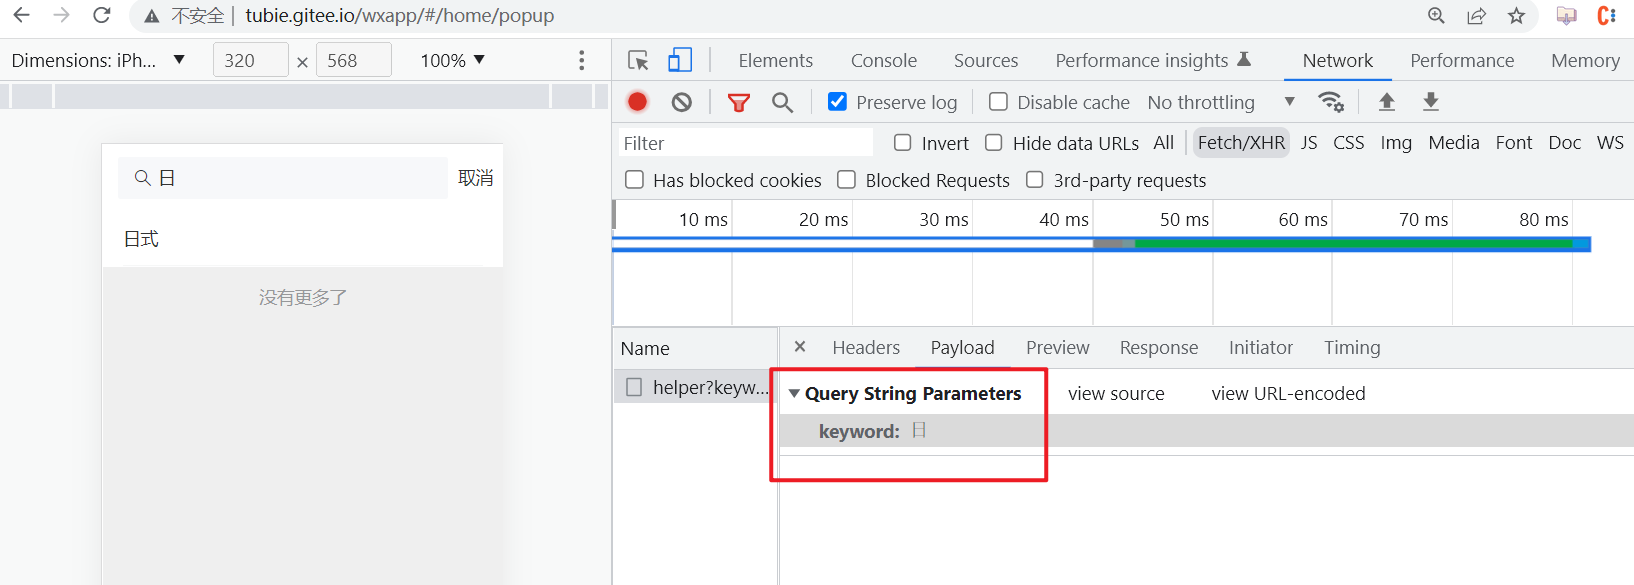 不安全 tubie.gitee.io/wxapp/#/home/popup
Dimensions: iPh... 320 × 568 100%
Elements Console Sources Performance insights Network Performance Memory
Preserve log Disable cache No throttling
Filter Invert Hide data URLs All Fetch/XHR JS CSS Img Media Font Doc WS
Has blocked cookies Blocked Requests 3rd-party requests
10 ms 20 ms 30 ms 40 ms 50 ms 60 ms 70 ms 80 ms
日 取消
日式
没有更多了
Name × Headers Payload Preview Response Initiator Timing
helper?keyw... Query String Parameters view source view URL-encoded
keyword: 日